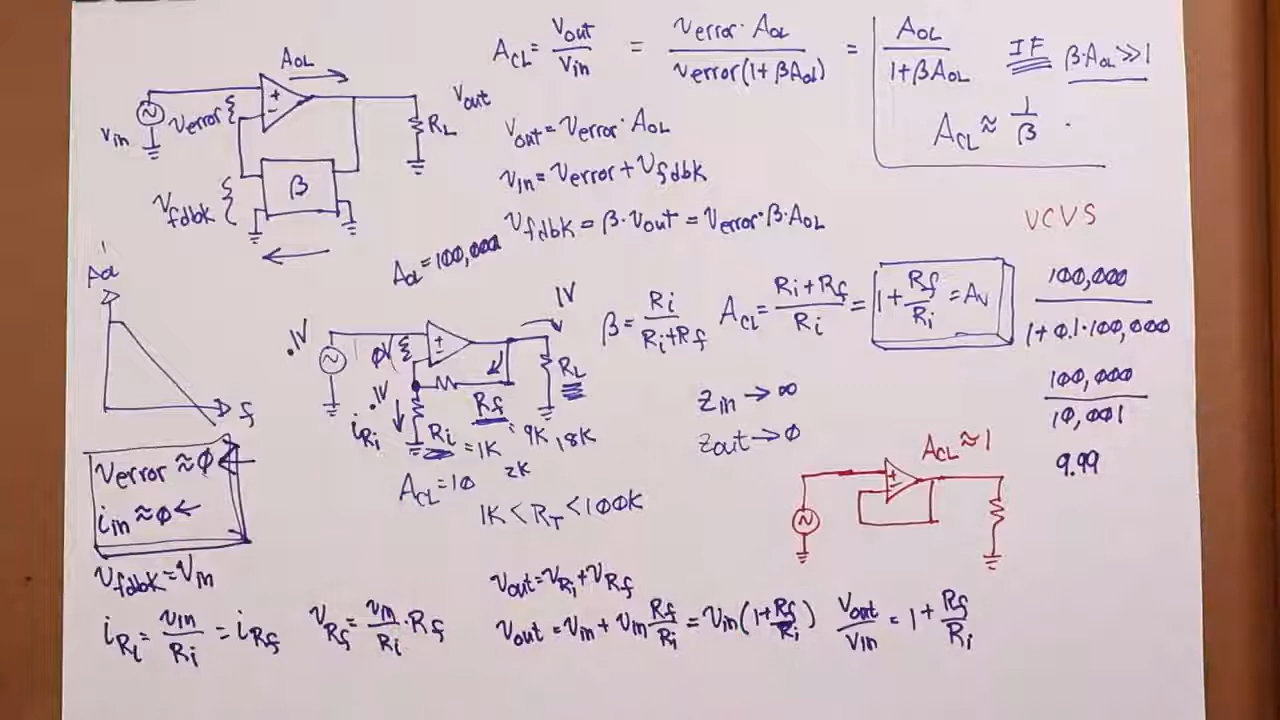 A_OL
v_in
v_error {
+
-
β
v_fdbk {
R_L
v_out
A_CL = v_out / v_in = v_error · A_OL / v_error(1+βA_OL) = A_OL / 1+βA_OL
IF β·A_OL >> 1
A_CL ≈ 1/β
v_out = v_error · A_OL
v_in = v_error + v_fdbk
v_fdbk = β·v_out = v_error·β·A_OL
VCVS
A_OL = 100,000
A_OL
f
v_error ≈ 0 ←
i_in ≈ 0 ←
v_fdbk = v_in
.1V
0V {
+
-
1V
R_L
.1V
i_Ri
R_i = 1K
R_f = 9K, 18K
2K
A_CL = 10
1K < R_T < 100K
β = R_i / R_i+R_f
A_CL = R_i+R_f / R_i = 1 + R_f/R_i = A_V
Z_in → ∞
Z_out → 0
100,000 / 1+0.1·100,000
100,000 / 10,001
9.99
A_CL ≈ 1
+
-
i_Ri = v_in / R_i = i_Rf
v_Rf = v_in / R_i · R_f
v_out = v_Ri + v_Rf
v_out = v_in + v_in R_f/R_i = v_in (1 + R_f/R_i)
v_out / v_in = 1 + R_f/R_i